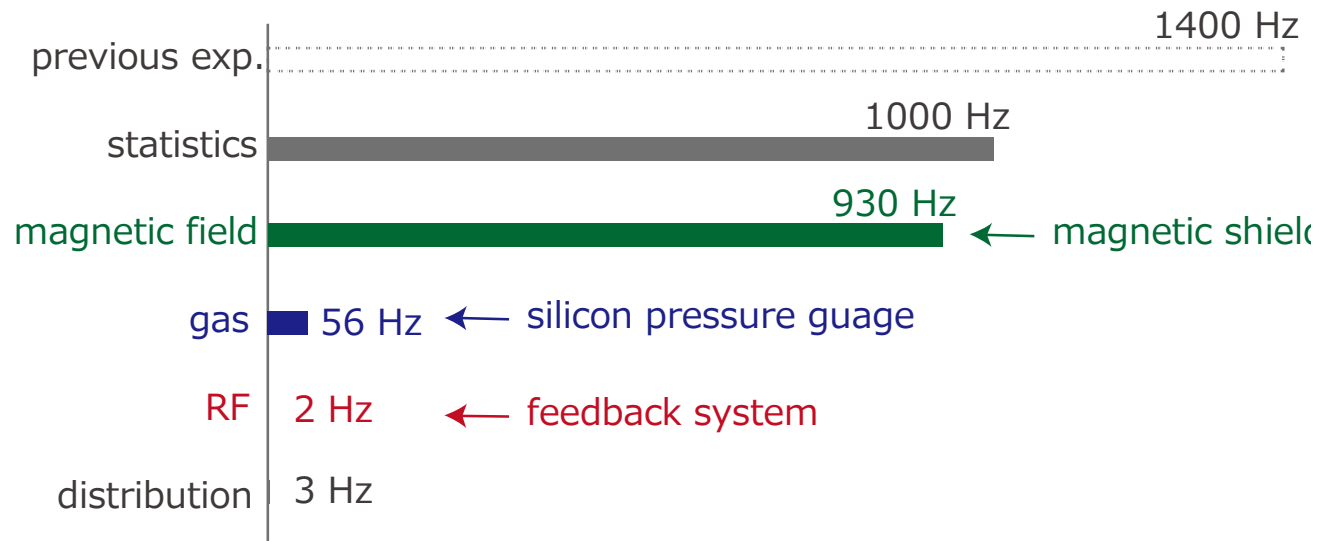 1400 Hz
previous exp.
1000 Hz
statistics
930 Hz
magnetic field
magnetic shield
gas
56 Hz
silicon pressure guage
RF
2 Hz
feedback system
distribution
3 Hz